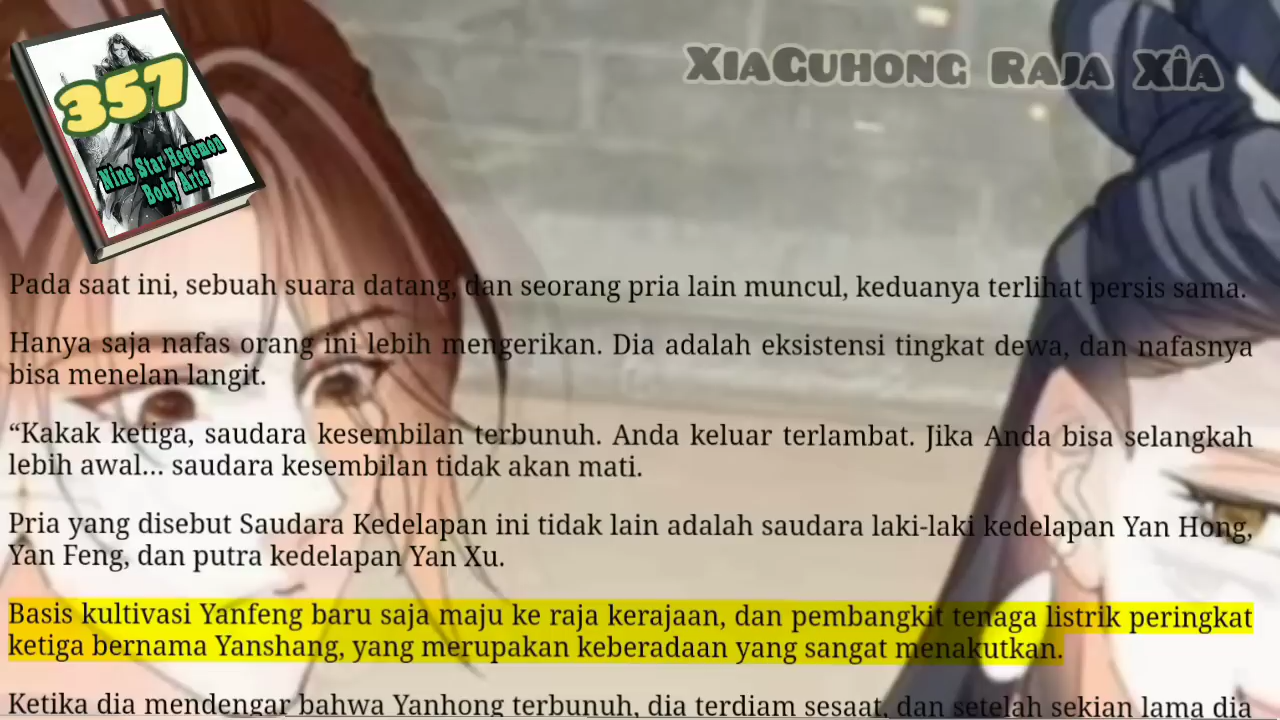 357
Nine Star Hegemon
Body Arts
XiaGuhong Raja Xîa
Pada saat ini, sebuah suara datang, dan seorang pria lain muncul, keduanya terlihat persis sama.
Hanya saja nafas orang ini lebih mengerikan. Dia adalah eksistensi tingkat dewa, dan nafasnya
bisa menelan langit.
“Kakak ketiga, saudara kesembilan terbunuh. Anda keluar terlambat. Jika Anda bisa selangkah
lebih awal... saudara kesembilan tidak akan mati.
Pria yang disebut Saudara Kedelapan ini tidak lain adalah saudara laki-laki kedelapan Yan Hong,
Yan Feng, dan putra kedelapan Yan Xu.
Basis kultivasi Yanfeng baru saja maju ke raja kerajaan, dan pembangkit tenaga listrik peringkat
ketiga bernama Yanshang, yang merupakan keberadaan yang sangat menakutkan.
Ketika dia mendengar bahwa Yanhong terbunuh, dia terdiam sesaat, dan setelah sekian lama dia